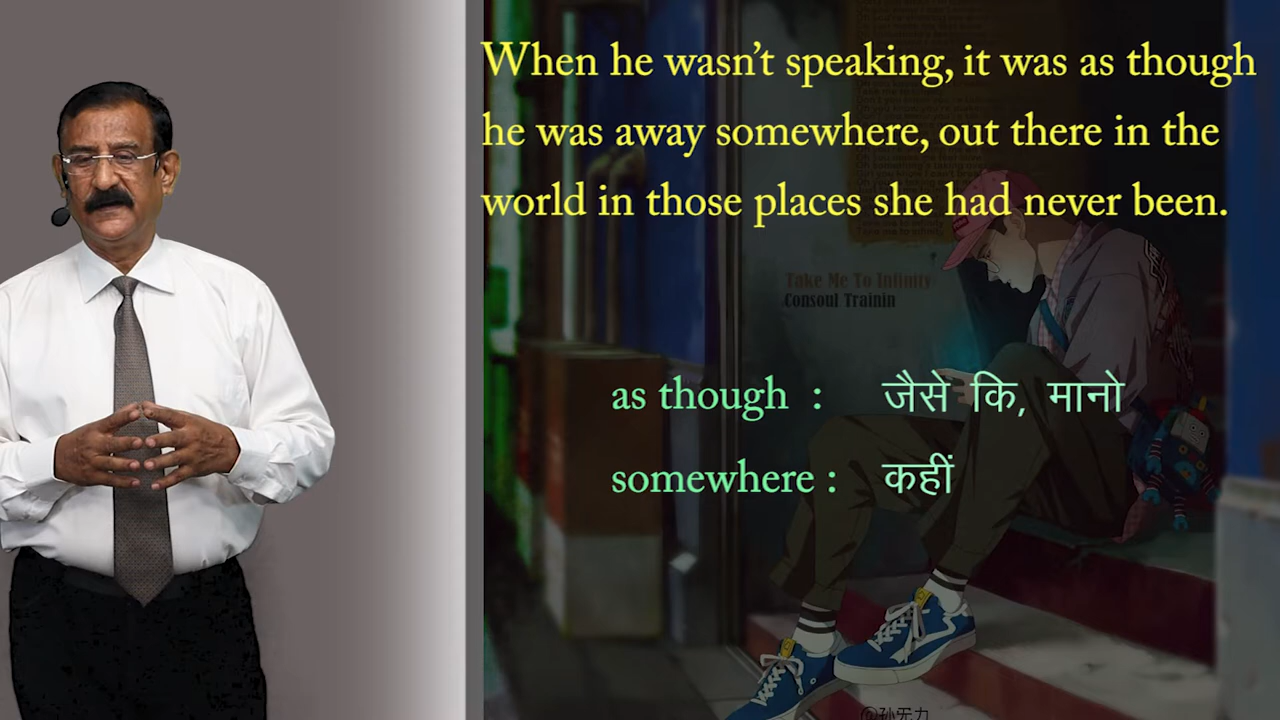 When he wasn't speaking, it was as though
he was away somewhere, out there in the
world in those places she had never been.
Take Me To Infinity
Consoul Trainin
as though : जैसे कि, मानो
somewhere : कहीं